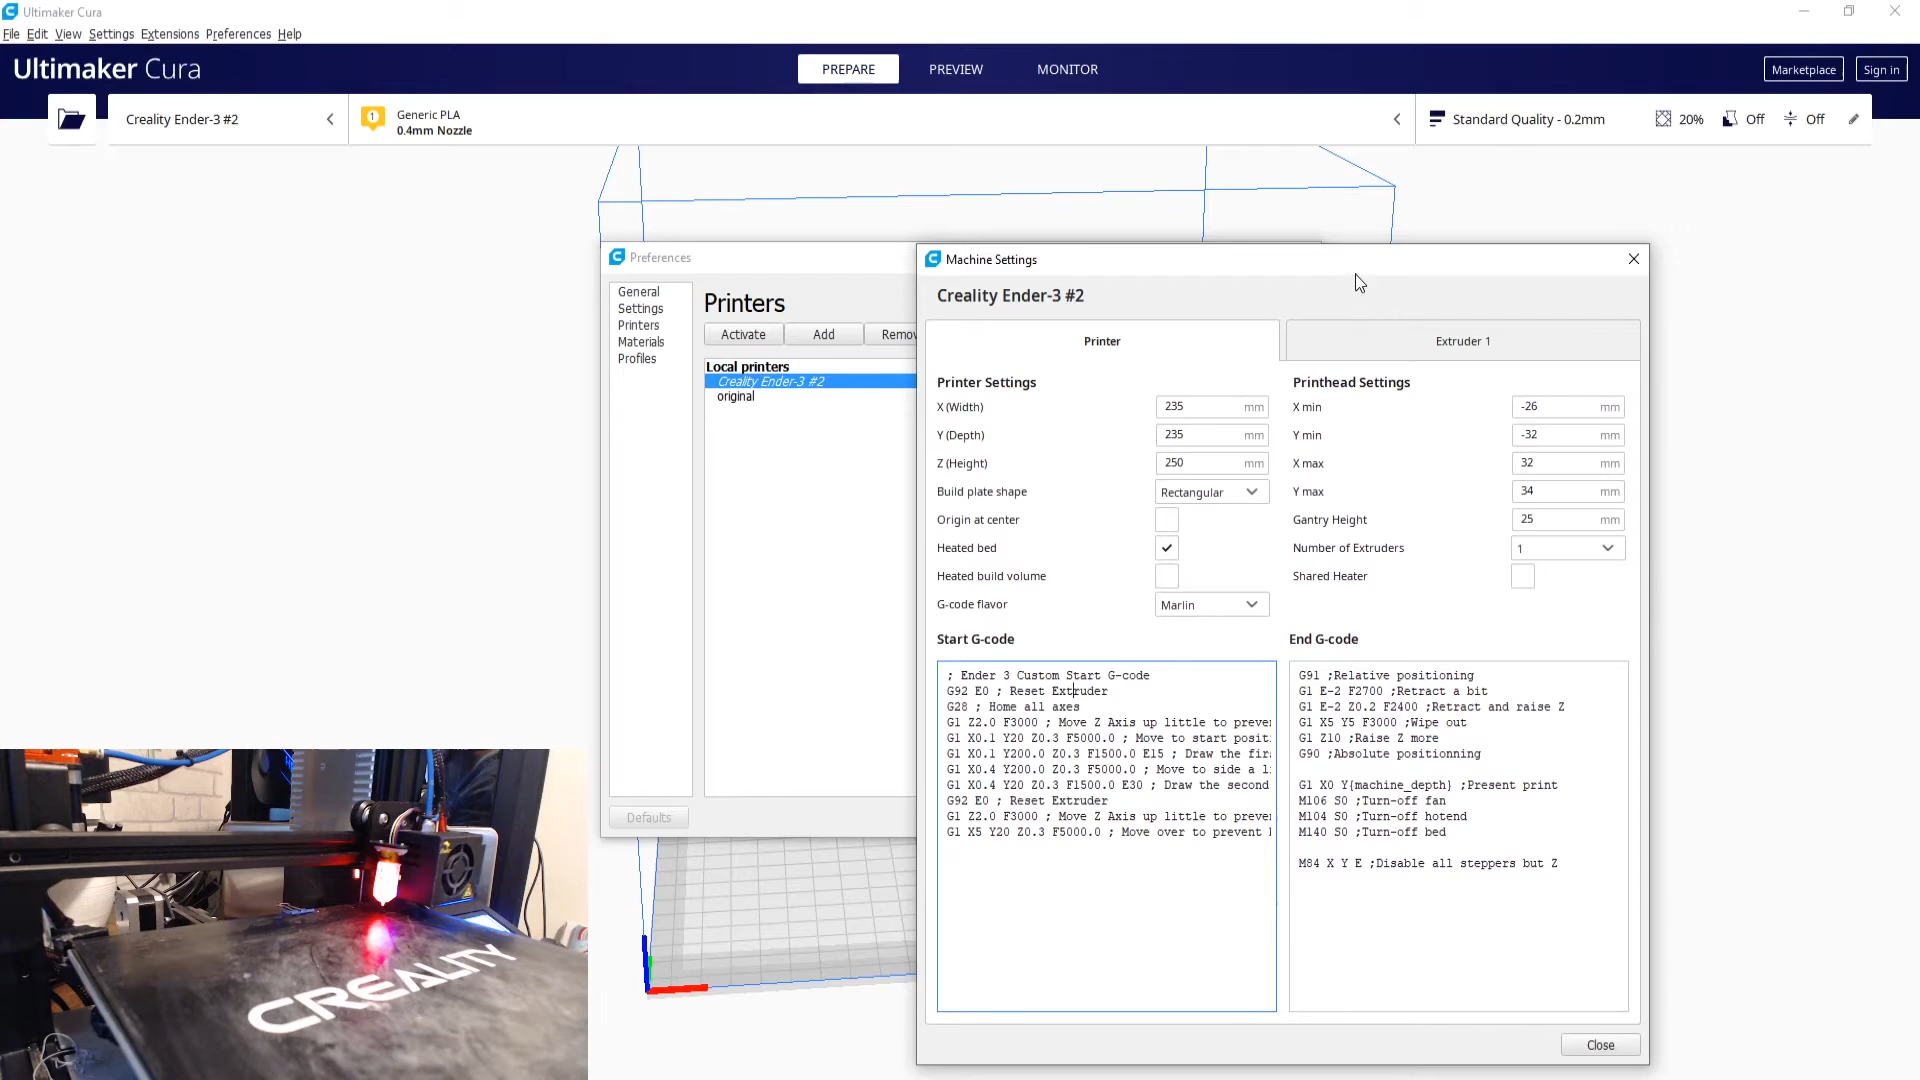 Ultimaker Cura
File Edit View Settings Extensions Preferences Help
Ultimaker Cura
PREPARE
PREVIEW
MONITOR
Marketplace
Sign in
Creality Ender-3 #2
1
Generic PLA
0.4mm Nozzle
Standard Quality - 0.2mm
20%
Off
Off
Preferences
General
Settings
Printers
Materials
Profiles
Defaults
Printers
Activate
Add
Remov
Local printers
Creality Ender-3 #2
original
Machine Settings
Creality Ender-3 #2
Printer
Extruder 1
Printer Settings
X (Width) 235 mm
Y (Depth) 235 mm
Z (Height) 250 mm
Build plate shape Rectangular
Origin at center
Heated bed
Heated build volume
G-code flavor Marlin
Printhead Settings
X min -26 mm
Y min -32 mm
X max 32 mm
Y max 34 mm
Gantry Height 25 mm
Number of Extruders 1
Shared Heater
Start G-code
; Ender 3 Custom Start G-code
G92 E0 ; Reset Extruder
G28 ; Home all axes
G1 Z2.0 F3000 ; Move Z Axis up little to preve
G1 X0.1 Y20 Z0.3 F5000.0 ; Move to start posit
G1 X0.1 Y200.0 Z0.3 F1500.0 E15 ; Draw the fir
G1 X0.4 Y200.0 Z0.3 F5000.0 ; Move to side a l
G1 X0.4 Y20 Z0.3 F1500.0 E30 ; Draw the second
G92 E0 ; Reset Extruder
G1 Z2.0 F3000 ; Move Z Axis up little to preve
G1 X5 Y20 Z0.3 F5000.0 ; Move over to prevent
End G-code
G91 ;Relative positioning
G1 E-2 F2700 ;Retract a bit
G1 E-2 Z0.2 F2400 ;Retract and raise Z
G1 X5 Y5 F3000 ;Wipe out
G1 Z10 ;Raise Z more
G90 ;Absolute positionning
G1 X0 Y{machine_depth} ;Present print
M106 S0 ;Turn-off fan
M104 S0 ;Turn-off hotend
M140 S0 ;Turn-off bed
M84 X Y E ;Disable all steppers but Z
Close
CREALITY